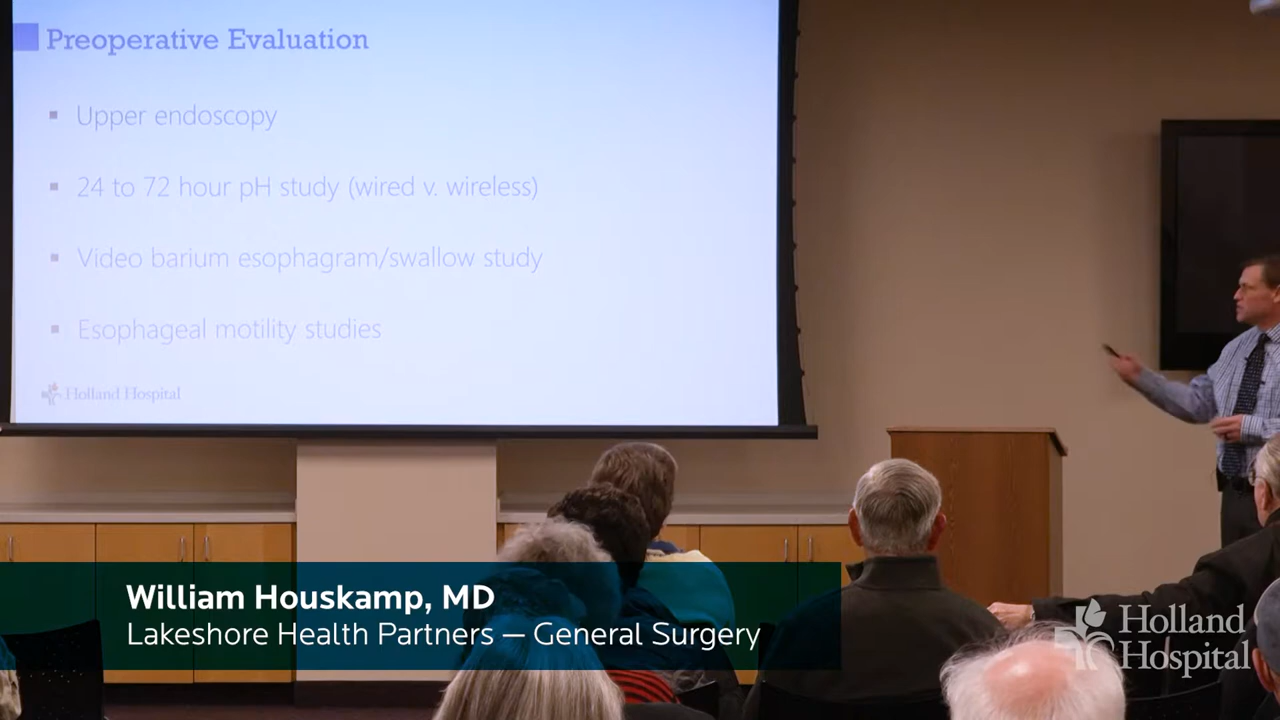 Preoperative Evaluation
▪ Upper endoscopy
▪ 24 to 72 hour pH study (wired v. wireless)
▪ Video barium esophagram/swallow study
▪ Esophageal motility studies
Holland Hospital
William Houskamp, MD
Lakeshore Health Partners — General Surgery
Holland
Hospital